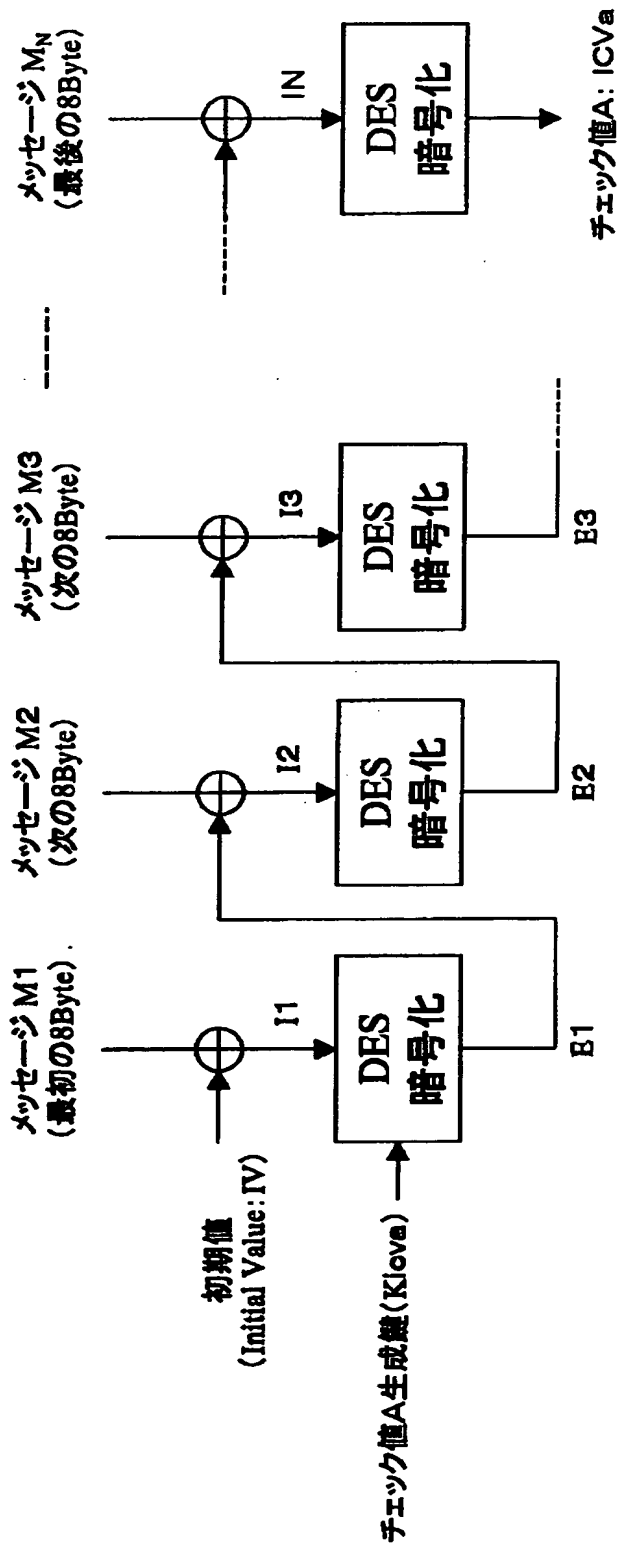 メッセージ M1
(最初の8Byte)
メッセージ M2
(次の8Byte)
メッセージ M3
(次の8Byte)
メッセージ MN
(最後の8Byte)
初期値
(Initial Value:IV)
I1
I2
I3
IN
チェック値A生成鍵(Kicva)
DES
暗号化
DES
暗号化
DES
暗号化
DES
暗号化
E1
E2
E3
チェック値A: ICVa